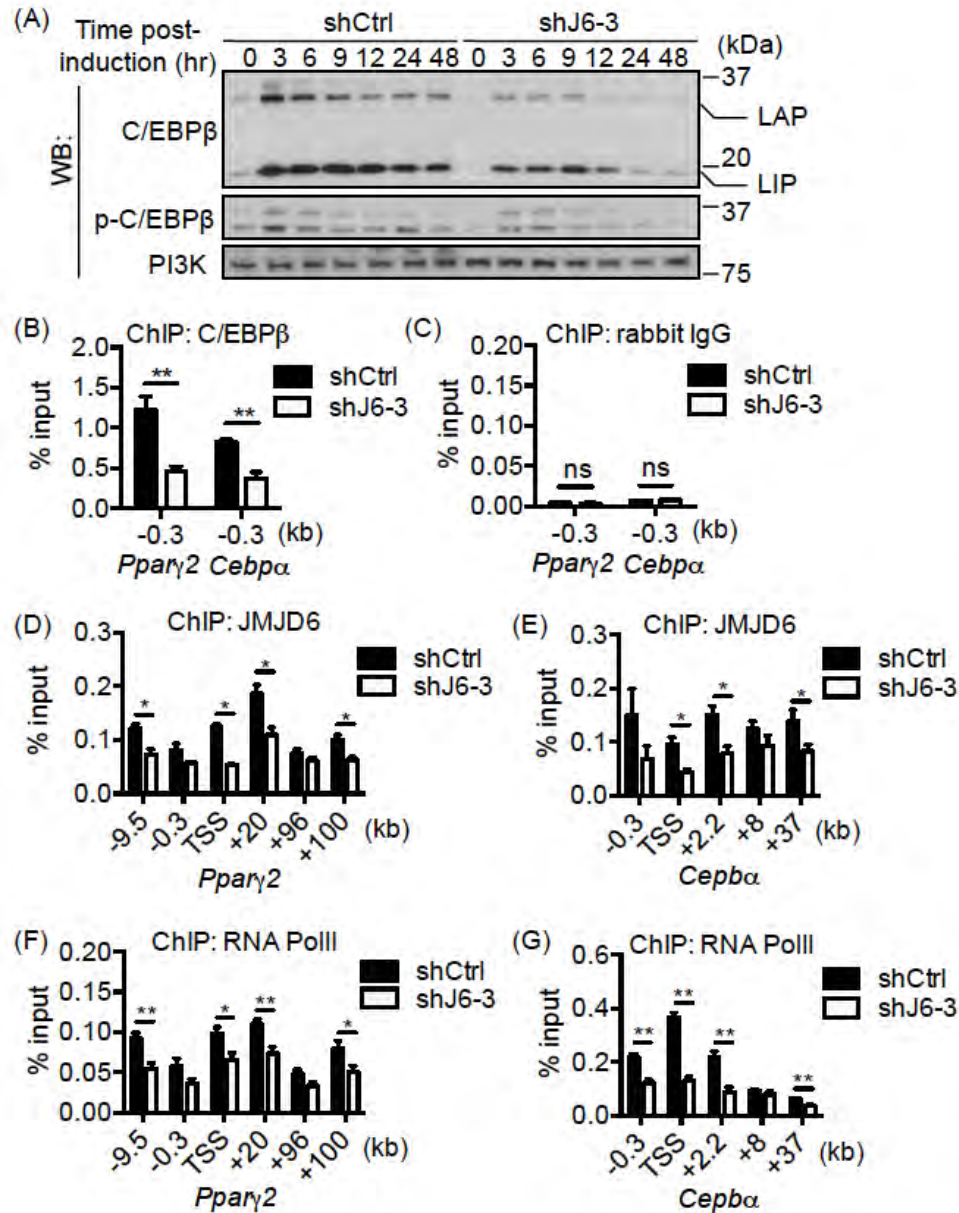 (A) Time post-induction (hr)
shCtrl shJ6-3
0 3 6 9 12 24 48 0 3 6 9 12 24 48 (kDa)
WB:
C/EBPβ
37
LAP
20
LIP
p-C/EBPβ
37
PI3K
75
(B) ChIP: C/EBPβ
% input
2.0
1.5
1.0
0.5
0.0
** **
shCtrl
shJ6-3
-0.3 -0.3 (kb)
Pparγ2 Cebpα
(C) ChIP: rabbit IgG
% input
0.20
0.15
0.10
0.05
0.00
ns ns
shCtrl
shJ6-3
-0.3 -0.3 (kb)
Pparγ2 Cebpα
(D) ChIP: JMJD6
% input
0.3
0.2
0.1
0.0
* * * *
shCtrl
shJ6-3
-9.5 -0.3 TSS +20 +96 +100 (kb)
Pparγ2
(E) ChIP: JMJD6
% input
0.3
0.2
0.1
0.0
* * *
shCtrl
shJ6-3
-0.3 TSS +2.2 +8 +37 (kb)
Cepbα
(F) ChIP: RNA PolII
% input
0.20
0.15
0.10
0.05
0.00
** * ** *
shCtrl
shJ6-3
-9.5 -0.3 TSS +20 +96 +100 (kb)
Pparγ2
(G) ChIP: RNA PolII
% input
0.6
0.4
0.2
0.0
** ** ** **
shCtrl
shJ6-3
-0.3 TSS +2.2 +8 +37 (kb)
Cepbα